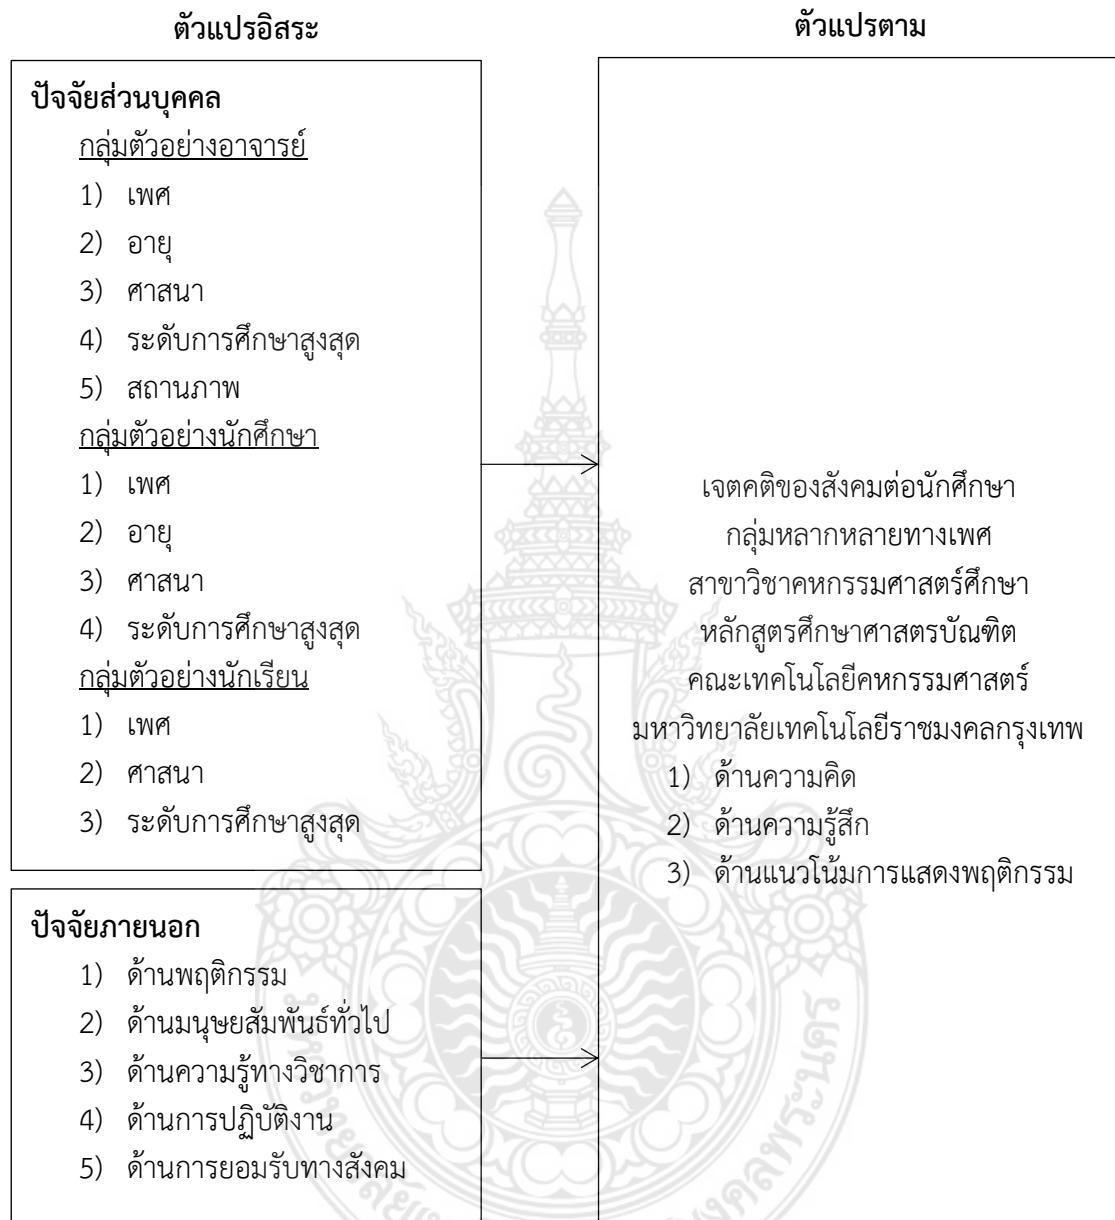 ตัวแปรอิสระ
ปัจจัยส่วนบุคคล
กลุ่มตัวอย่างอาจารย์
1) เพศ
2) อายุ
3) ศาสนา
4) ระดับการศึกษาสูงสุด
5) สถานภาพ
กลุ่มตัวอย่างนักศึกษา
1) เพศ
2) อายุ
3) ศาสนา
4) ระดับการศึกษาสูงสุด
กลุ่มตัวอย่างนักเรียน
1) เพศ
2) ศาสนา
3) ระดับการศึกษาสูงสุด
ปัจจัยภายนอก
1) ด้านพฤติกรรม
2) ด้านมนุษยสัมพันธ์ทั่วไป
3) ด้านความรู้ทางวิชาการ
4) ด้านการปฏิบัติงาน
5) ด้านการยอมรับทางสังคม
ตัวแปรตาม
เจตคติของสังคมต่อนักศึกษา
กลุ่มหลากหลายทางเพศ
สาขาวิชาคหกรรมศาสตร์ศึกษา
หลักสูตรศึกษาศาสตรบัณฑิต
คณะเทคโนโลยีคหกรรมศาสตร์
มหาวิทยาลัยเทคโนโลยีราชมงคลกรุงเทพ
1) ด้านความคิด
2) ด้านความรู้สึก
3) ด้านแนวโน้มการแสดงพฤติกรรม